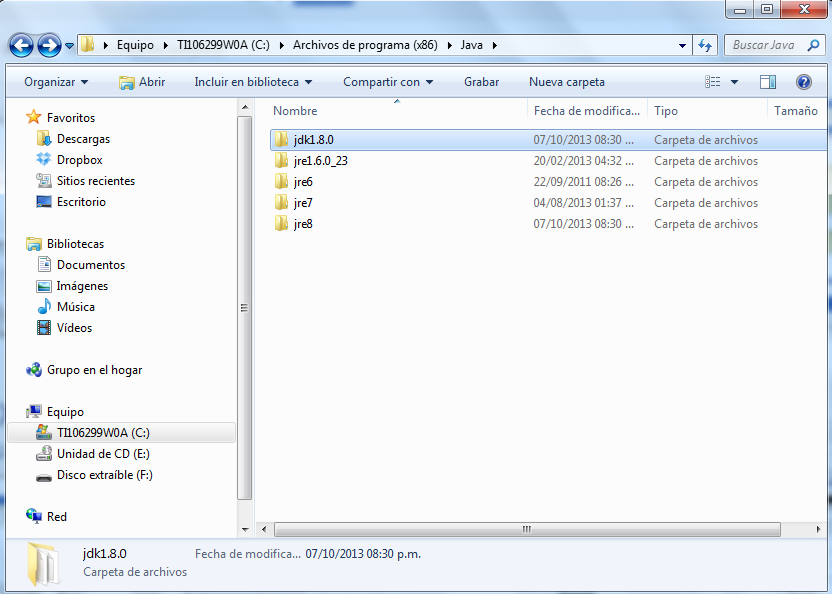 Equipo TI106299W0A (C:) Archivos de programa (x86) Java
Buscar Java
Organizar Abrir Incluir en biblioteca Compartir con Grabar Nueva carpeta
Nombre Fecha de modifica... Tipo Tamaño
jdk1.8.0 07/10/2013 08:30 ... Carpeta de archivos
jre1.6.0_23 20/02/2013 04:32 ... Carpeta de archivos
jre6 22/09/2011 08:26 ... Carpeta de archivos
jre7 04/08/2013 01:37 ... Carpeta de archivos
jre8 07/10/2013 08:30 ... Carpeta de archivos
Favoritos
Descargas
Dropbox
Sitios recientes
Escritorio
Bibliotecas
Documentos
Imágenes
Música
Vídeos
Grupo en el hogar
Equipo
TI106299W0A (C:)
Unidad de CD (E:)
Disco extraíble (F:)
Red
jdk1.8.0 Fecha de modifica... 07/10/2013 08:30 p.m.
Carpeta de archivos